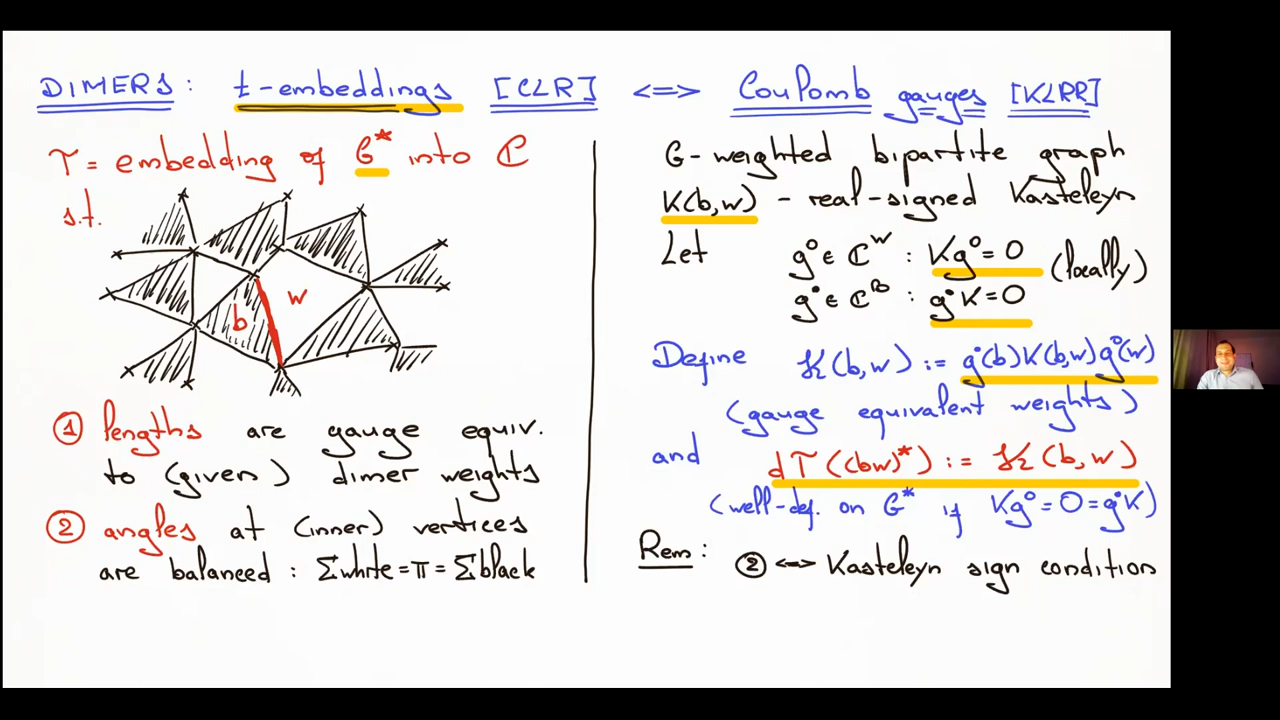 DIMERS: t-embeddings [CLR] <=> Coulomb gauges [KLRR]
T = embedding of G* into C
s.t.
w
b
① lengths are gauge equiv.
to (given) dimer weights
② angles at (inner) vertices
are balanced: Σwhite = π = Σblack
G - weighted bipartite graph
K(b,w) - real-signed Kasteleyn
Let g° ∈ ℂ^W : Kg° = 0 (locally)
g• ∈ ℂ^B : g•K = 0
Define 𝒦(b,w) := g•(b)K(b,w)g°(w)
(gauge equivalent weights)
and dT((bw)*) := 𝒦(b,w)
(well-def. on G* if Kg° = 0 = g•K)
Rem: ② <=> Kasteleyn sign condition